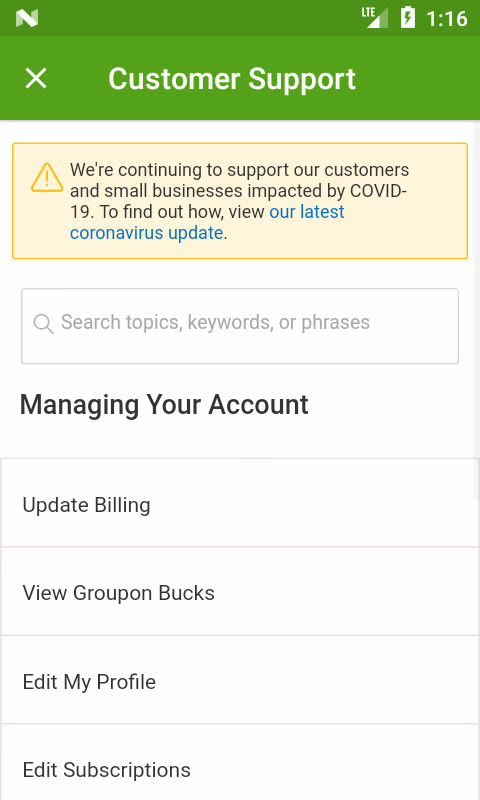 LTE 1:16
Customer Support
We're continuing to support our customers
and small businesses impacted by COVID-
19. To find out how, view our latest
coronavirus update.
Search topics, keywords, or phrases
Managing Your Account
Update Billing
View Groupon Bucks
Edit My Profile
Edit Subscriptions